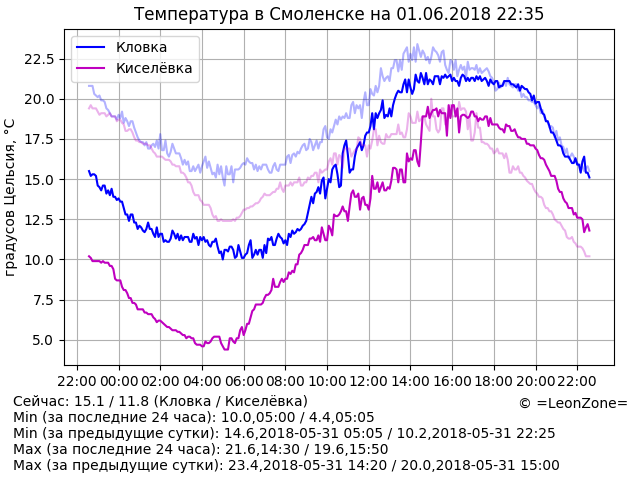 Температура в Смоленске на 01.06.2018 22:35
Кловка
Киселёвка
градусов Цельсия, °C
22.5
20.0
17.5
15.0
12.5
10.0
7.5
5.0
22:00 00:00 02:00 04:00 06:00 08:00 10:00 12:00 14:00 16:00 18:00 20:00 22:00
Сейчас: 15.1 / 11.8 (Кловка / Киселёвка)
© =LeonZone=
Min (за последние 24 часа): 10.0,05:00 / 4.4,05:05
Min (за предыдущие сутки): 14.6,2018-05-31 05:05 / 10.2,2018-05-31 22:25
Max (за последние 24 часа): 21.6,14:30 / 19.6,15:50
Max (за предыдущие сутки): 23.4,2018-05-31 14:20 / 20.0,2018-05-31 15:00